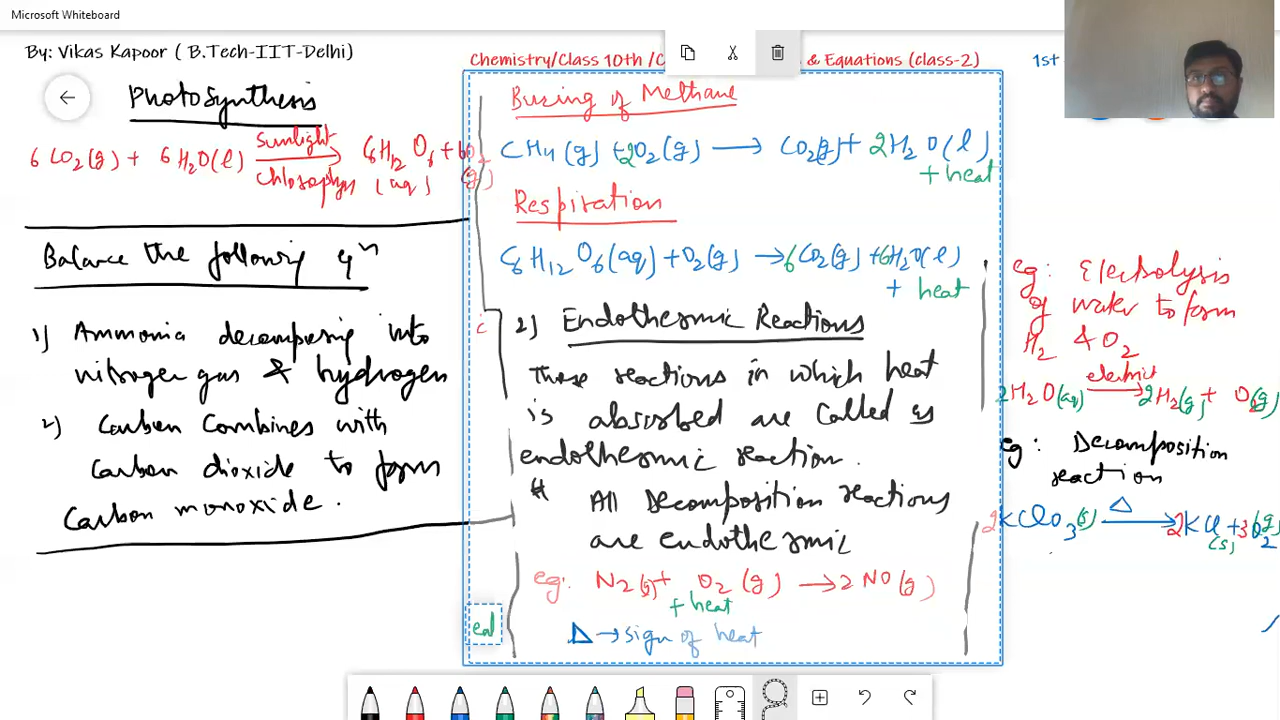 Microsoft Whiteboard
By: Vikas Kapoor ( B.Tech-IIT-Delhi)
Chemistry/Class 10th /C & Equations (class-2)
1st
Photosynthesis
6CO2(g) + 6H2O(l) Sunlight Chlorophyll → C6H12O6 + 6O2
(aq) (g)
Balance the following eqn
1) Ammonia decomposing into
nitrogen gas & hydrogen
2) Carbon Combines with
Carbon dioxide to form
Carbon monoxide.
Burning of Methane
CH4(g) + 2O2(g) → CO2(g) + 2H2O(l)
+ heat
Respiration
C6H12O6(aq) + O2(g) → 6CO2(g) + 6H2O(l)
+ heat
2) Endothermic Reactions
Those reactions in which heat
is absorbed are called as
endothermic reaction.
# All Decomposition reactions
are endothermic
eg: N2(g) + O2(g) → 2NO(g)
+ heat
Δ → sign of heat
eat
eg: Electrolysis
of water to form
H2 & O2
electric
2H2O(aq) → 2H2(g) + O2(g)
eg: Decomposition
reaction
2KClO3(s) Δ→ 2KCl(s) + 3O2(g)